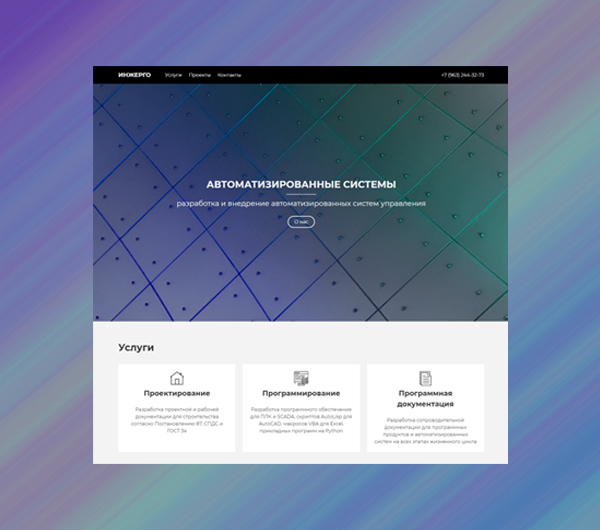 ИНЖЕРГО Услуги Проекты Контакты +7 (963) 244-32-73
АВТОМАТИЗИРОВАННЫЕ СИСТЕМЫ
разработка и внедрение автоматизированных систем управления
О нас
Услуги
Проектирование
Разработка проектной и рабочей
документации для строительства
согласно Постановлению 87, СПДС и
ГОСТ 34
Программирование
Разработка программного обеспечения
для ПЛК и SCADA, скриптов AutoLisp для
AutoCAD, макросов VBA для Excel,
прикладных программ на Python
Программная
документация
Разработка сопроводительной
документации для программных
продуктов и автоматизированных
систем на всех этапах жизненного цикла